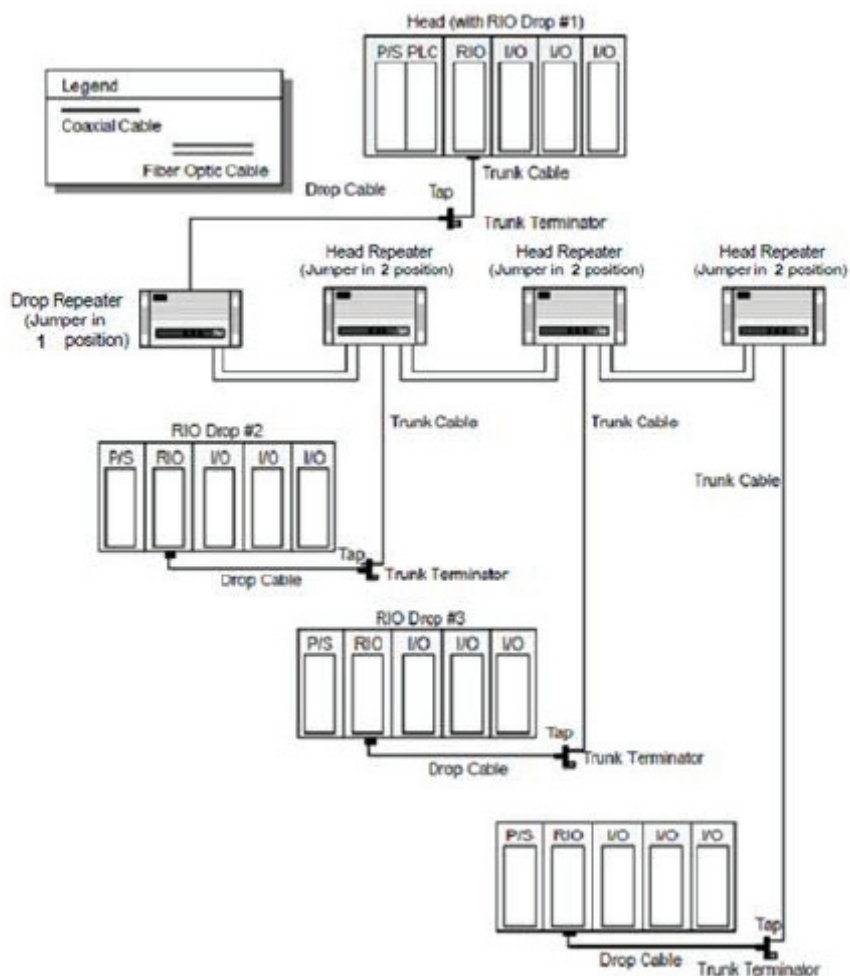 Head (with RIO Drop #1)
P/S PLC RIO I/O I/O I/O
Legend
Coaxial Cable
Fiber Optic Cable
Trunk Cable
Drop Cable
Tap
Trunk Terminator
Drop Repeater
(Jumper in
1 position)
Head Repeater
(Jumper in 2 position)
Head Repeater
(Jumper in 2 position)
Head Repeater
(Jumper in 2 position)
Trunk Cable
Trunk Cable
Trunk Cable
RIO Drop #2
P/S RIO I/O I/O I/O
Tap
Drop Cable
Trunk Terminator
RIO Drop #3
P/S RIO I/O I/O I/O
Tap
Drop Cable
Trunk Terminator
P/S RIO I/O I/O I/O
Tap
Drop Cable
Trunk Terminator